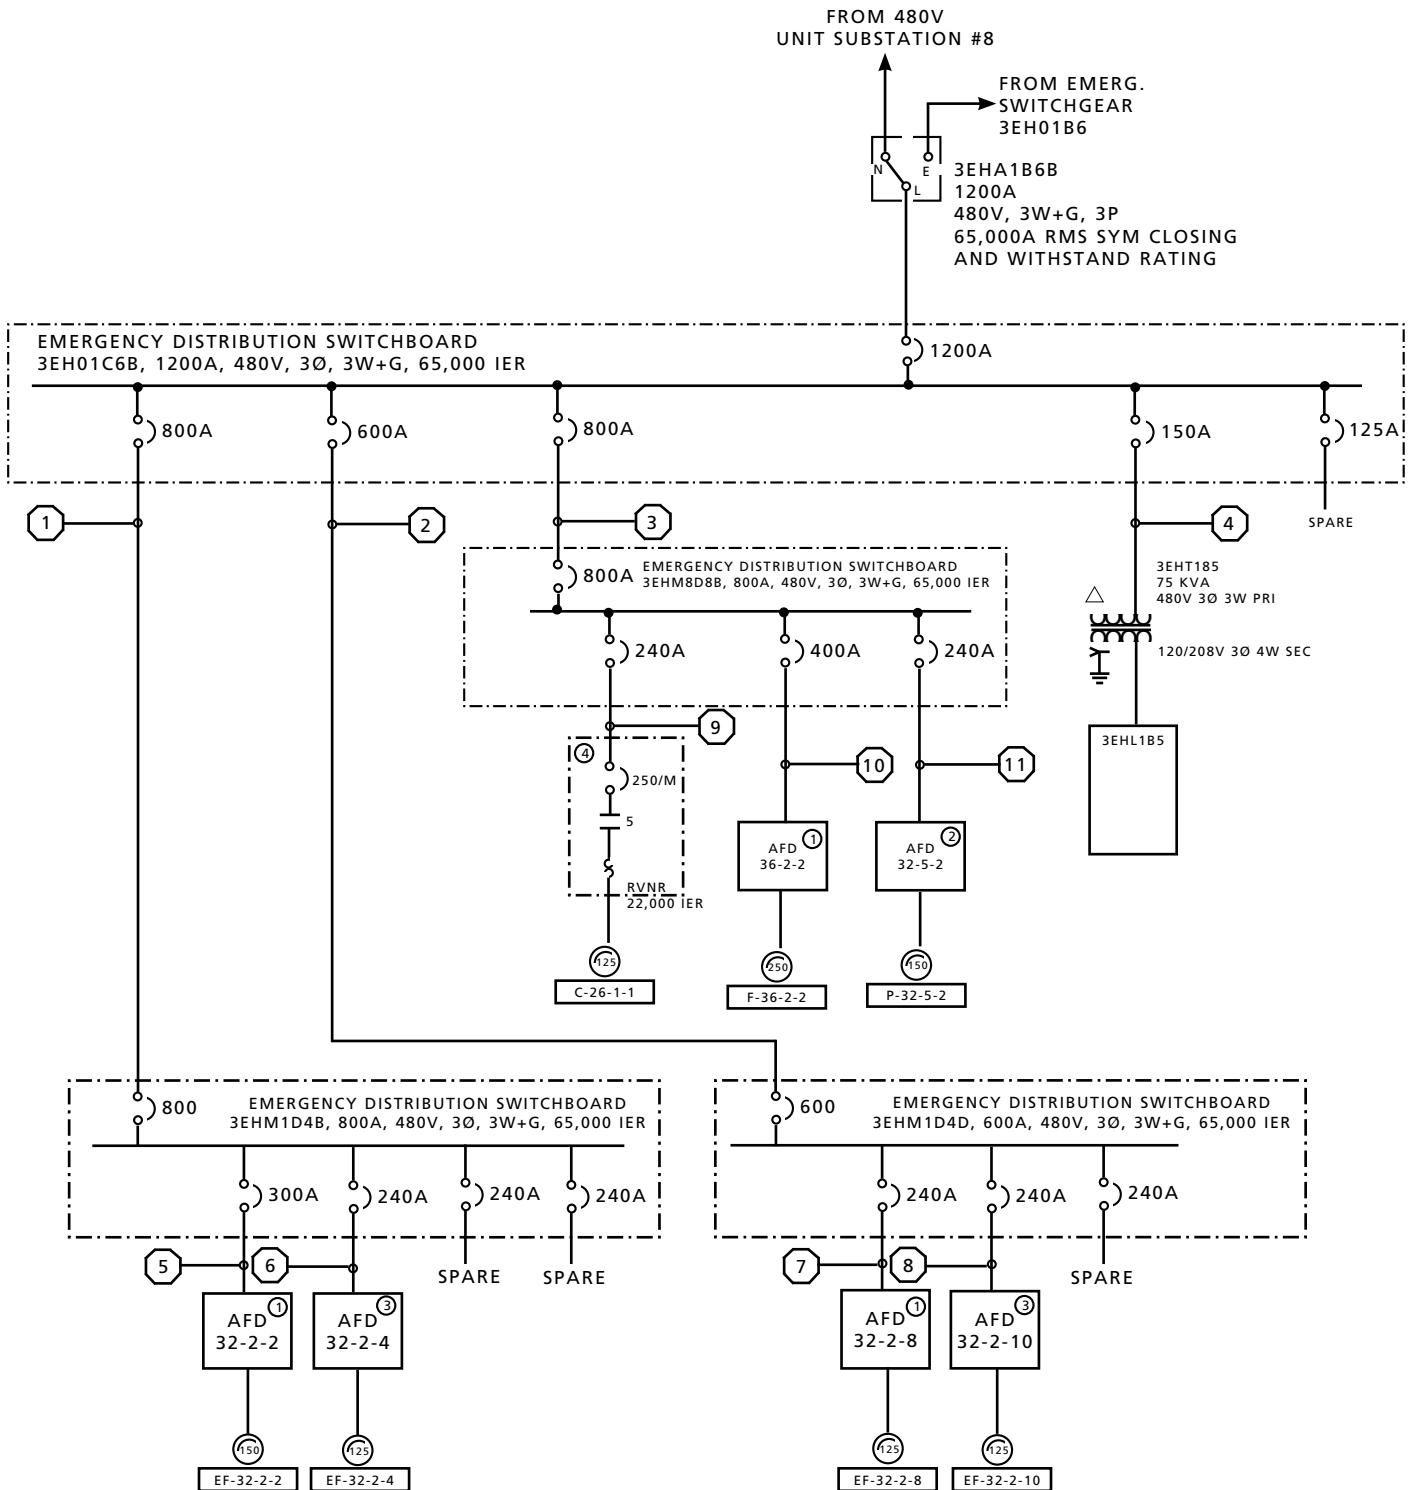 FROM 480V
UNIT SUBSTATION #8
FROM EMERG.
SWITCHGEAR
3EH01B6
N
E
L
3EHA1B6B
1200A
480V, 3W+G, 3P
65,000A RMS SYM CLOSING
AND WITHSTAND RATING
EMERGENCY DISTRIBUTION SWITCHBOARD
3EH01C6B, 1200A, 480V, 3Ø, 3W+G, 65,000 IER
1200A
800A
600A
800A
150A
125A
1
2
3
4
SPARE
EMERGENCY DISTRIBUTION SWITCHBOARD
3EHM8D8B, 800A, 480V, 3Ø, 3W+G, 65,000 IER
800A
240A
400A
240A
3EHT185
75 KVA
480V 3Ø 3W PRI
120/208V 3Ø 4W SEC
3EHL1B5
9
10
11
4
250/M
5
RVNR
22,000 IER
AFD
36-2-2
1
AFD
32-5-2
2
125
250
150
C-26-1-1
F-36-2-2
P-32-5-2
800
EMERGENCY DISTRIBUTION SWITCHBOARD
3EHM1D4B, 800A, 480V, 3Ø, 3W+G, 65,000 IER
300A
240A
240A
240A
5
6
SPARE
SPARE
AFD
32-2-2
1
AFD
32-2-4
3
150
125
EF-32-2-2
EF-32-2-4
600
EMERGENCY DISTRIBUTION SWITCHBOARD
3EHM1D4D, 600A, 480V, 3Ø, 3W+G, 65,000 IER
240A
240A
240A
7
8
SPARE
AFD
32-2-8
1
AFD
32-2-10
3
125
125
EF-32-2-8
EF-32-2-10